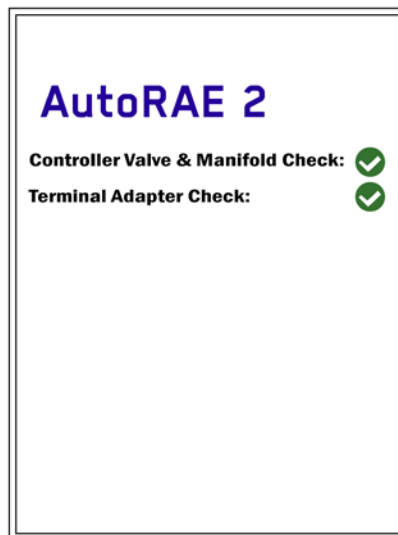 AutoRAE 2
Controller Valve & Manifold Check:
Terminal Adapter Check: